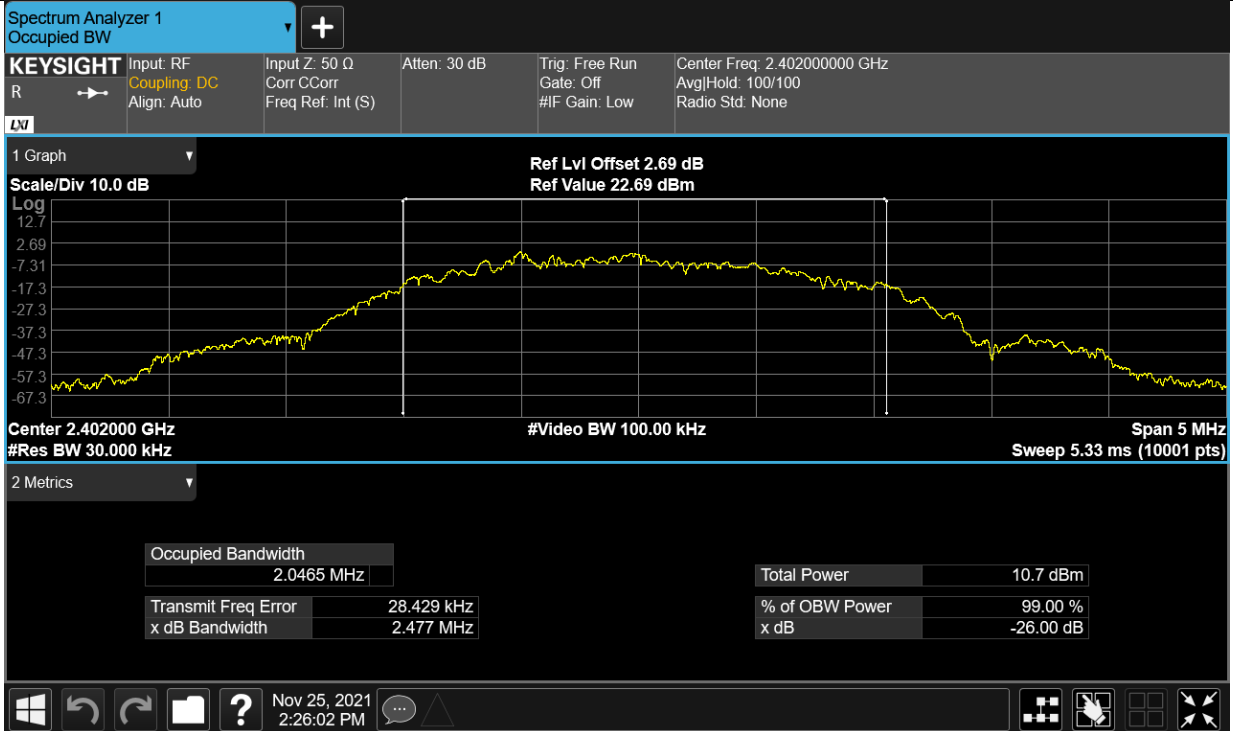 Spectrum Analyzer 1
Occupied BW
KEYSIGHT
R
LXI
Input: RF
Coupling: DC
Align: Auto
Input Z: 50 Ω
Corr CCorr
Freq Ref: Int (S)
Atten: 30 dB
Trig: Free Run
Gate: Off
#IF Gain: Low
Center Freq: 2.402000000 GHz
Avg|Hold: 100/100
Radio Std: None
1 Graph
Scale/Div 10.0 dB
Ref Lvl Offset 2.69 dB
Ref Value 22.69 dBm
Log
12.7
2.69
-7.31
-17.3
-27.3
-37.3
-47.3
-57.3
-67.3
Center 2.402000 GHz
#Video BW 100.00 kHz
Span 5 MHz
#Res BW 30.000 kHz
Sweep 5.33 ms (10001 pts)
2 Metrics
Occupied Bandwidth
2.0465 MHz
Total Power 10.7 dBm
Transmit Freq Error 28.429 kHz
% of OBW Power 99.00 %
x dB Bandwidth 2.477 MHz
x dB -26.00 dB
?
Nov 25, 2021
2:26:02 PM